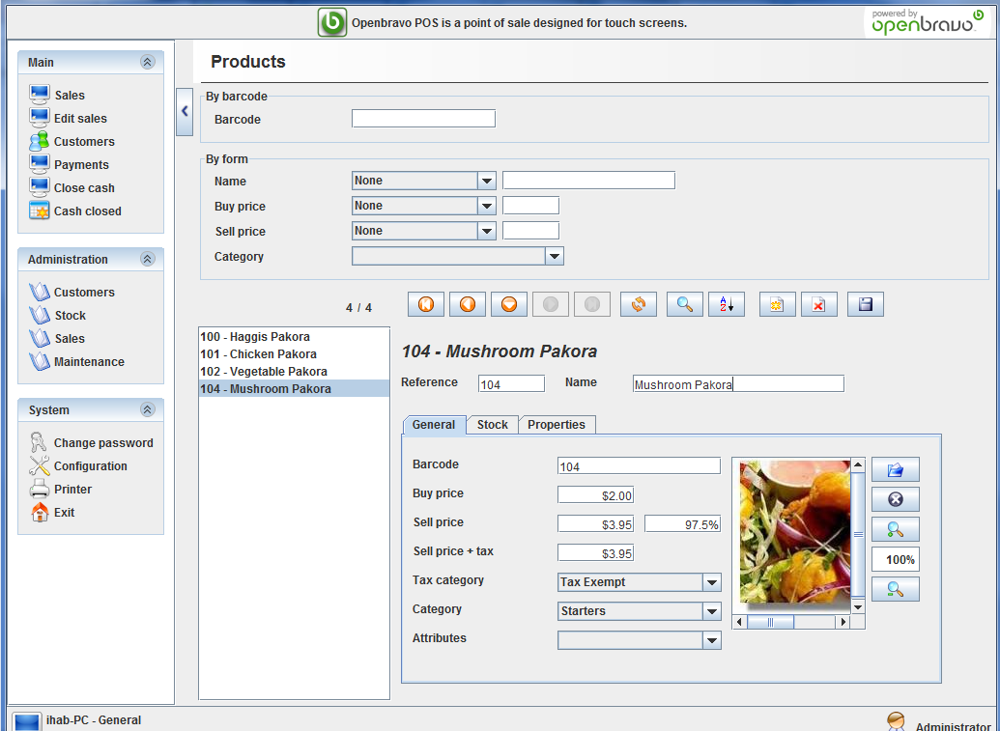 Openbravo POS is a point of sale designed for touch screens.
powered by
openbravo
Main
Sales
Edit sales
Customers
Payments
Close cash
Cash closed
Administration
Customers
Stock
Sales
Maintenance
System
Change password
Configuration
Printer
Exit
Products
By barcode
Barcode
By form
Name None
Buy price None
Sell price None
Category
4 / 4
A
Z
100 - Haggis Pakora
101 - Chicken Pakora
102 - Vegetable Pakora
104 - Mushroom Pakora
104 - Mushroom Pakora
Reference 104 Name Mushroom Pakora
General Stock Properties
Barcode 104
Buy price $2.00
Sell price $3.95 97.5%
Sell price + tax $3.95
Tax category Tax Exempt
Category Starters
Attributes
100%
ihab-PC - General
Administrator